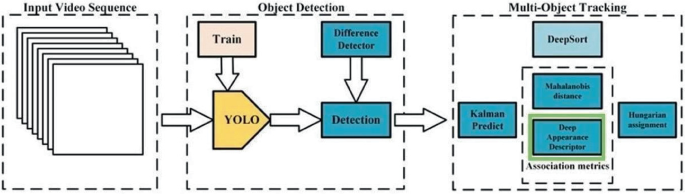 Input Video Sequence
Object Detection
Multi-Object Tracking
Train
Difference
Detector
DeepSort
YOLO
Detection
Kalman
Predict
Mahalanobis
distance
Deep
Appearance
Descriptor
Hungarian
assignment
Association metrics